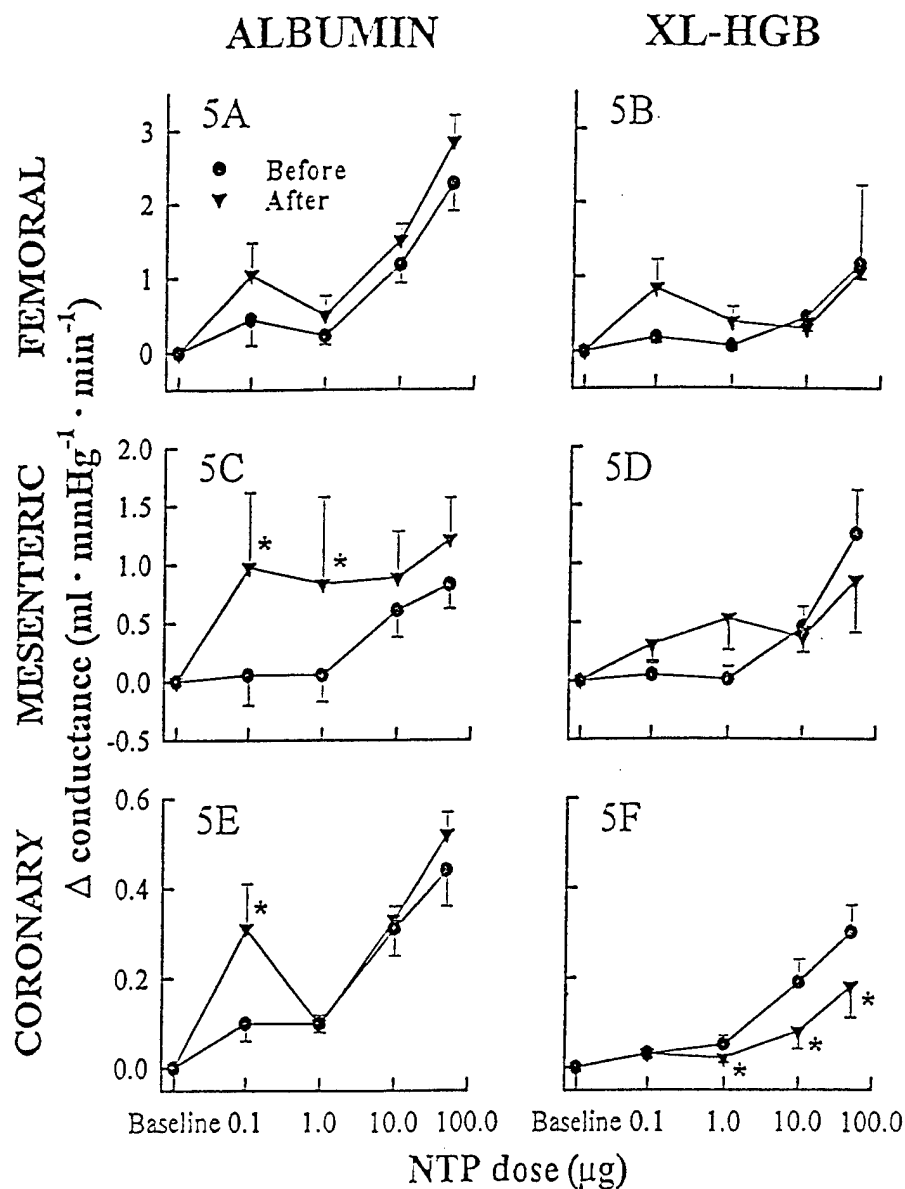 ALBUMIN XL-HGB
5A 5B
Before
After
3
2
1
0
FEMORAL
MESENTERIC
CORONARY
Δ conductance (ml · mmHg⁻¹ · min⁻¹)
5C 5D
2.0
1.5
1.0
0.5
0.0
-0.5
*
*
5E 5F
0.6
0.4
0.2
0.0
*
*
*
*
Baseline 0.1 1.0 10.0 100.0 Baseline 0.1 1.0 10.0 100.0
NTP dose (μg)